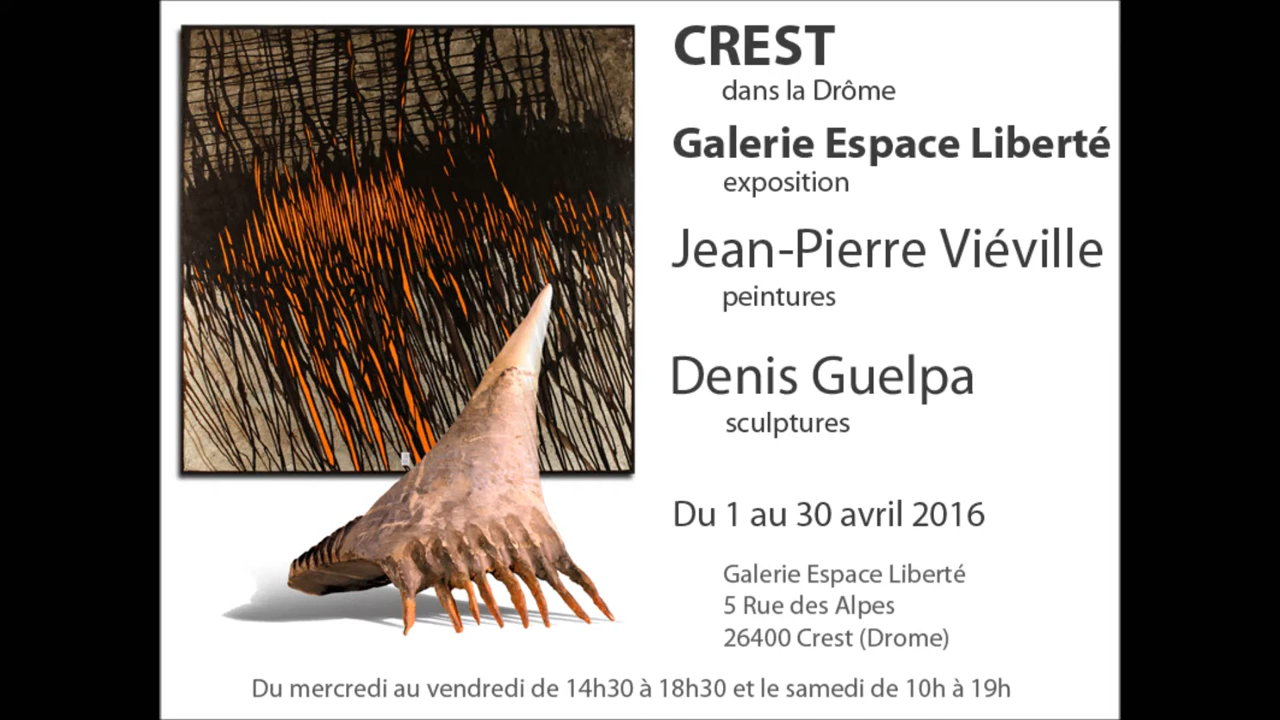 CREST
dans la Drôme
Galerie Espace Liberté
exposition
Jean-Pierre Viéville
peintures
Denis Guelpa
sculptures
Du 1 au 30 avril 2016
Galerie Espace Liberté
5 Rue des Alpes
26400 Crest (Drome)
Du mercredi au vendredi de 14h30 à 18h30 et le samedi de 10h à 19h